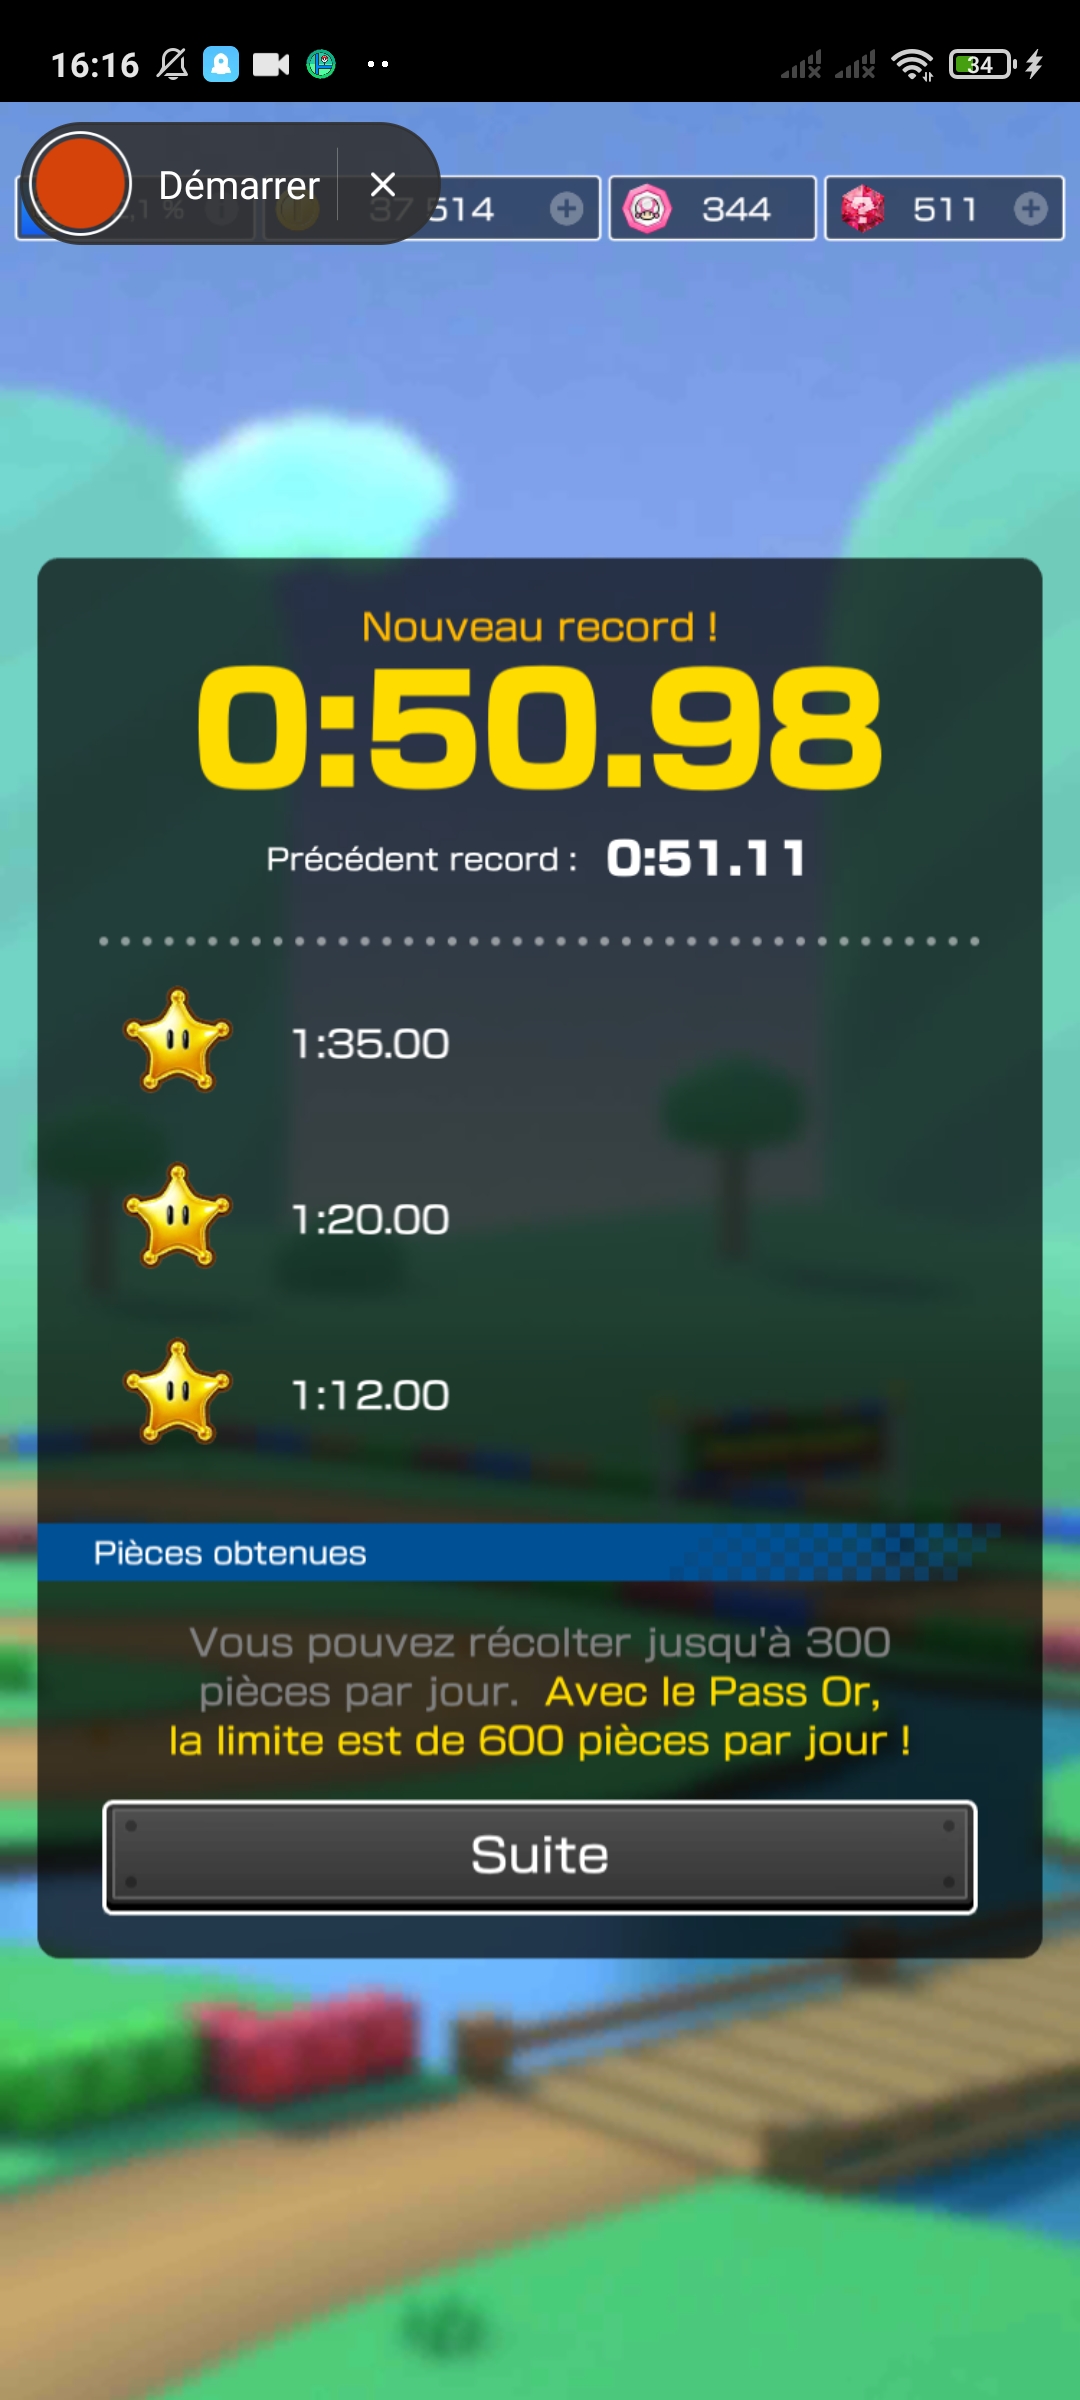 16:16
34
Démarrer
37 514
344
511
Nouveau record !
0:50.98
Précédent record : 0:51.11
1:35.00
1:20.00
1:12.00
Pièces obtenues
Vous pouvez récolter jusqu'à 300
pièces par jour. Avec le Pass Or,
la limite est de 600 pièces par jour !
Suite